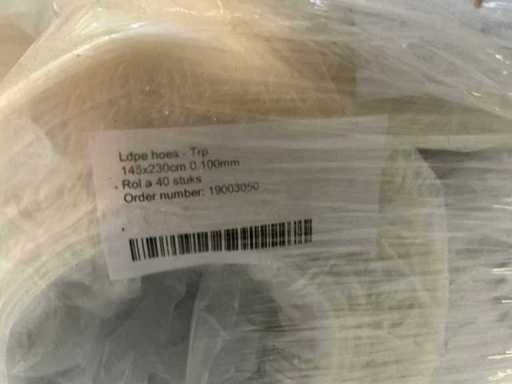 Ldpe hoes - Trp
145x230cm 0.100mm
Rol a 40 stuks
Order number: 19003050